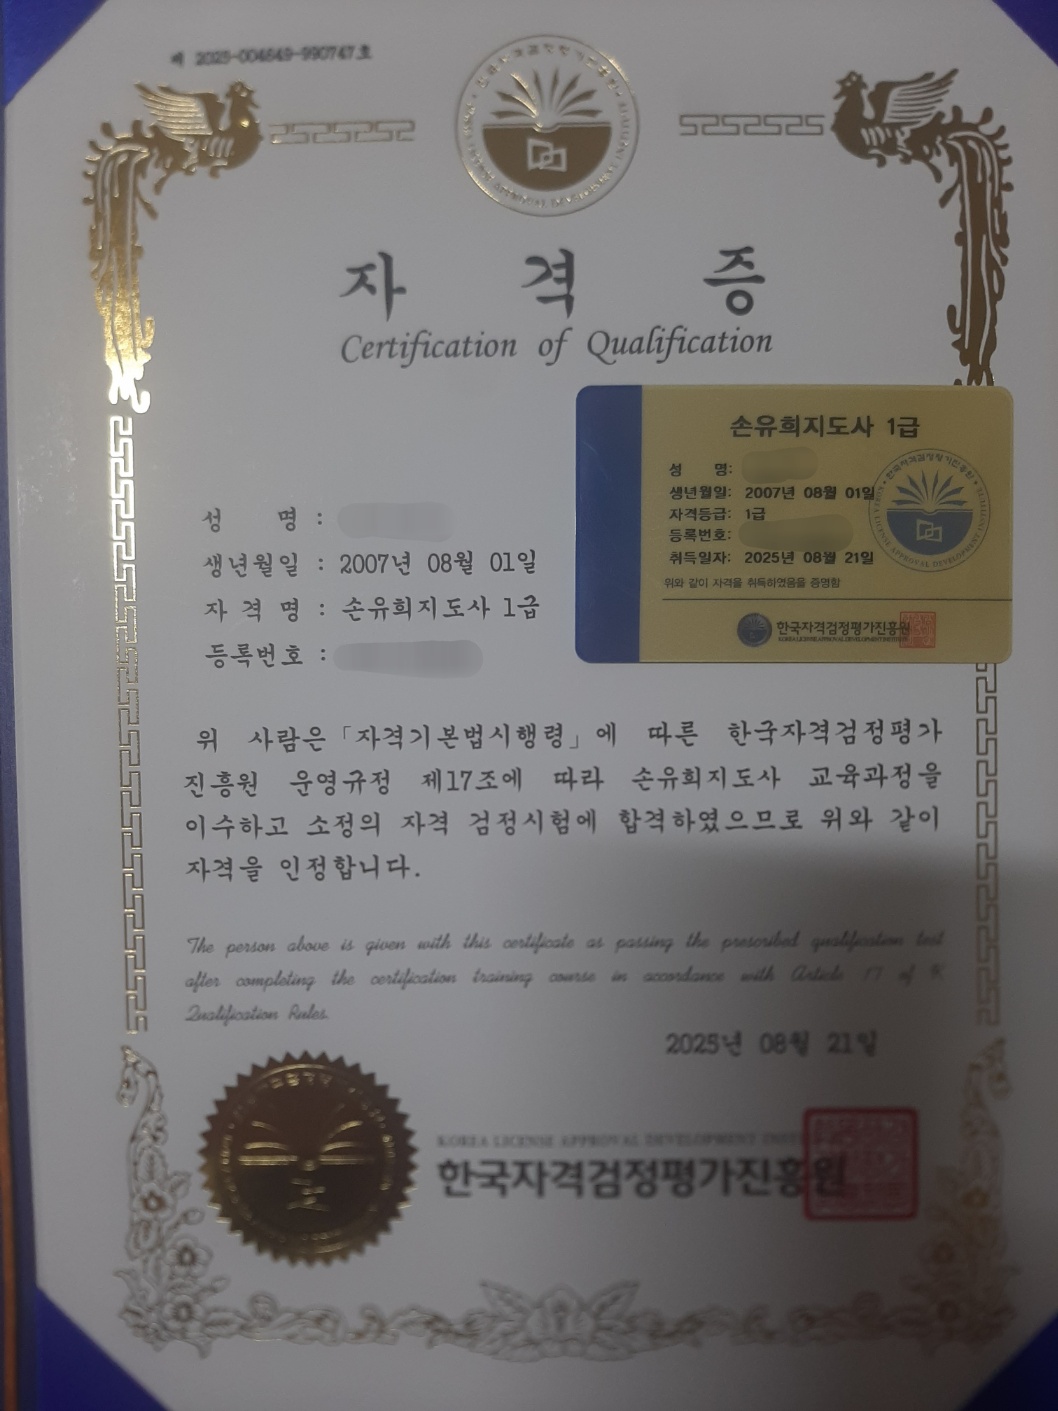 제 2025-004649-990747호
자 격 증
Certification of Qualification
손유희지도사 1급
성 명:
생년월일: 2007년 08월 01일
자격등급: 1급
등록번호:
취득일자: 2025년 08월 21일
위와 같이 자격을 취득하였음을 증명함
한국자격검정평가진흥원
KOREA LICENSE APPROVAL DEVELOPMENT INSTITUTE
성 명 :
생년월일 : 2007년 08월 01일
자 격 명 : 손유희지도사 1급
등록번호 :
위 사람은 「자격기본법시행령」에 따른 한국자격검정평가
진흥원 운영규정 제17조에 따라 손유희지도사 교육과정을
이수하고 소정의 자격 검정시험에 합격하였으므로 위와 같이
자격을 인정합니다.
The person above is given with this certificate as passing the prescribed qualification test
after completing the certification training course in accordance with Article 17 of K
Qualification Rules.
2025년 08월 21일
KOREA LICENSE APPROVAL DEVELOPMENT
한국자격검정평가진흥원